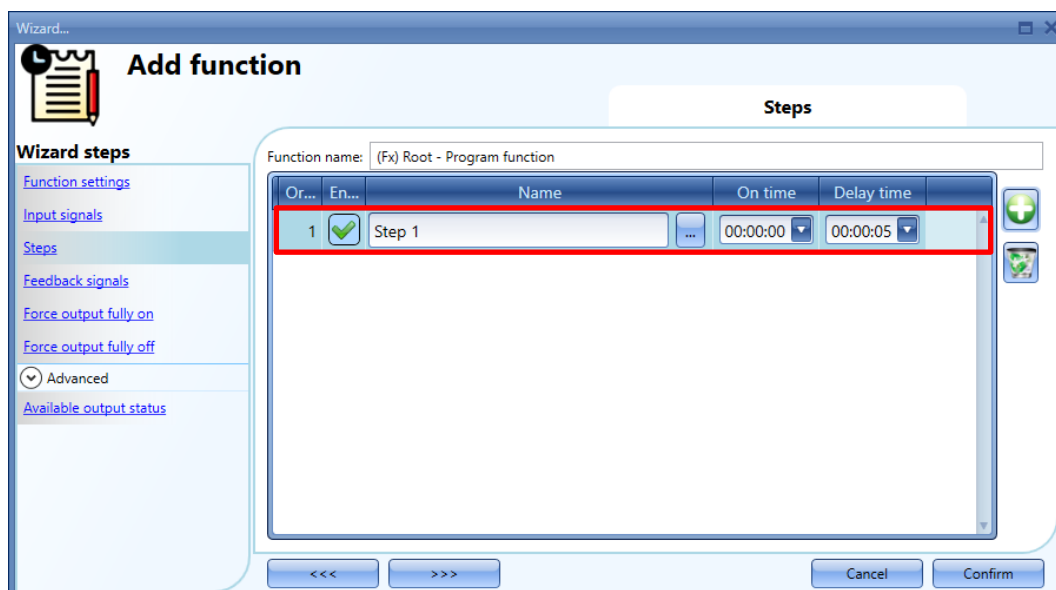 Wizard...
Add function
Steps
Wizard steps
Function settings
Input signals
Steps
Feedback signals
Force output fully on
Force output fully off
Advanced
Available output status
Function name: (Fx) Root - Program function
Or... En... Name On time Delay time
1 Step 1 ... 00:00:00 00:00:05
<<< >>> Cancel Confirm